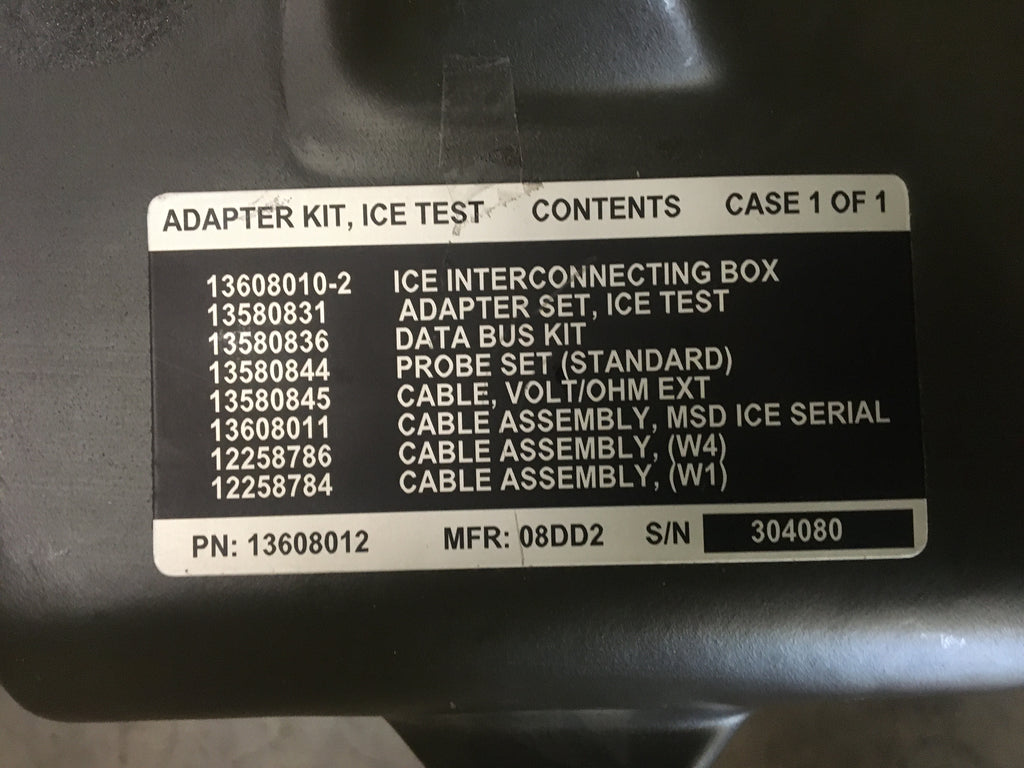 ADAPTER KIT, ICE TEST CONTENTS CASE 1 OF 1
13608010-2 ICE INTERCONNECTING BOX
13580831 ADAPTER SET, ICE TEST
13580836 DATA BUS KIT
13580844 PROBE SET (STANDARD)
13580845 CABLE, VOLT/OHM EXT
13608011 CABLE ASSEMBLY, MSD ICE SERIAL
12258786 CABLE ASSEMBLY, (W4)
12258784 CABLE ASSEMBLY, (W1)
PN: 13608012 MFR: 08DD2 S/N 304080